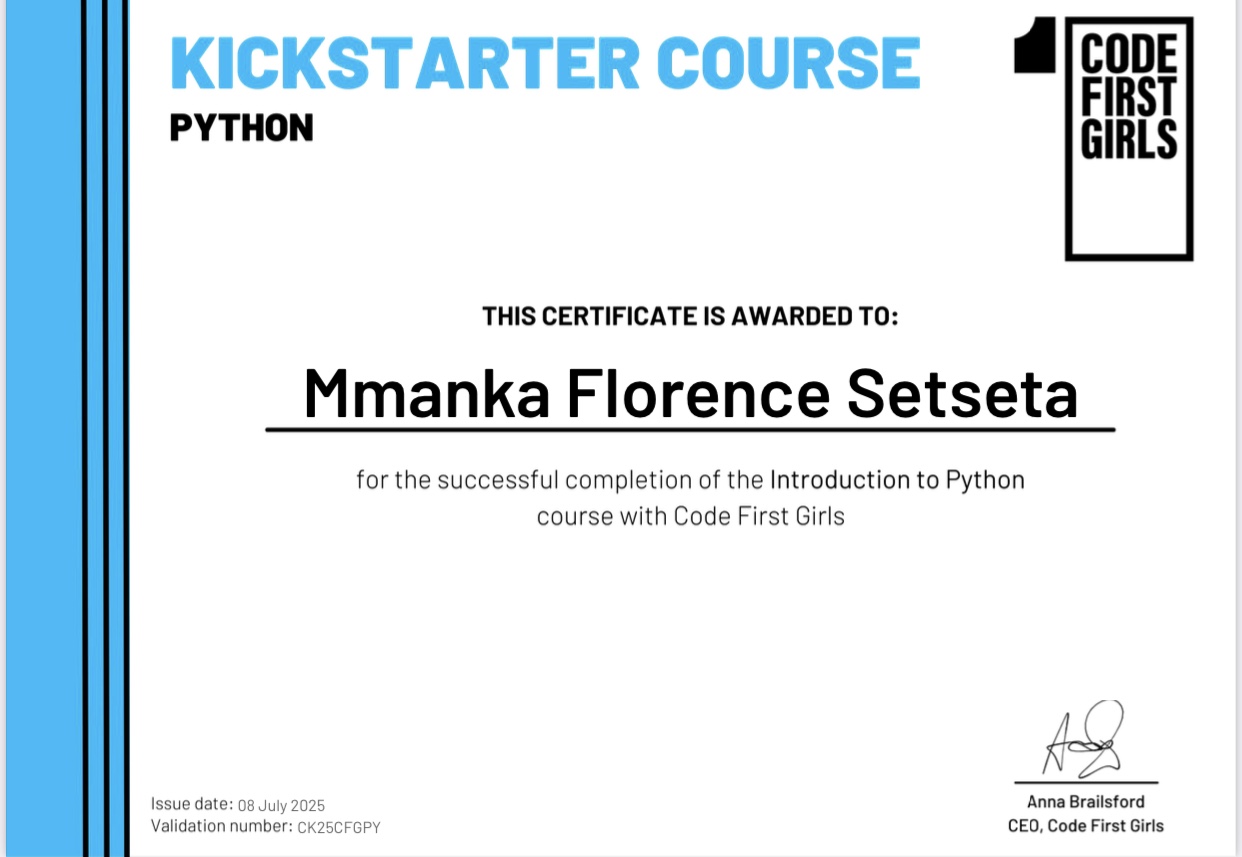 KICKSTARTER COURSE
PYTHON
1 CODE
FIRST
GIRLS
THIS CERTIFICATE IS AWARDED TO:
Mmanka Florence Setseta
for the successful completion of the Introduction to Python
course with Code First Girls
Anna Brailsford
CEO, Code First Girls
Issue date: 08 July 2025
Validation number: CK25CFGPY